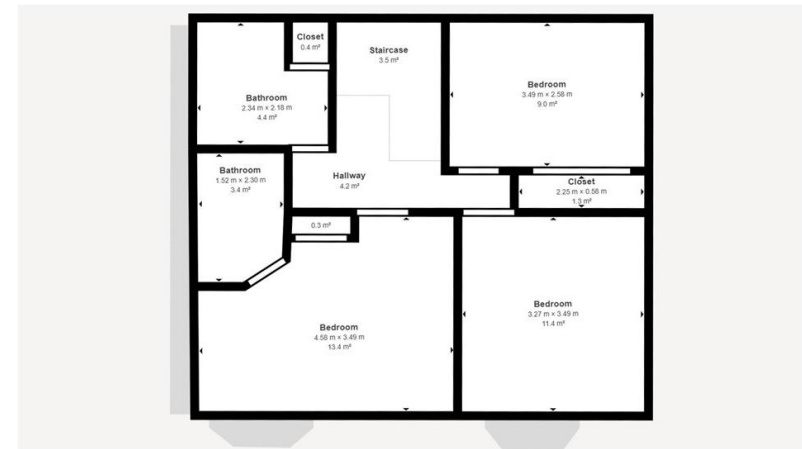 Closet
0.4 m²
Staircase
3.5 m²
Bedroom
3.49 m × 2.58 m
9.0 m²
Bathroom
2.34 m × 2.18 m
4.4 m²
Bathroom
1.52 m × 2.30 m
3.4 m²
Hallway
4.2 m²
Closet
2.25 m × 0.58 m
1.3 m²
0.3 m²
Bedroom
3.27 m × 3.49 m
11.4 m²
Bedroom
4.58 m × 3.49 m
13.4 m²